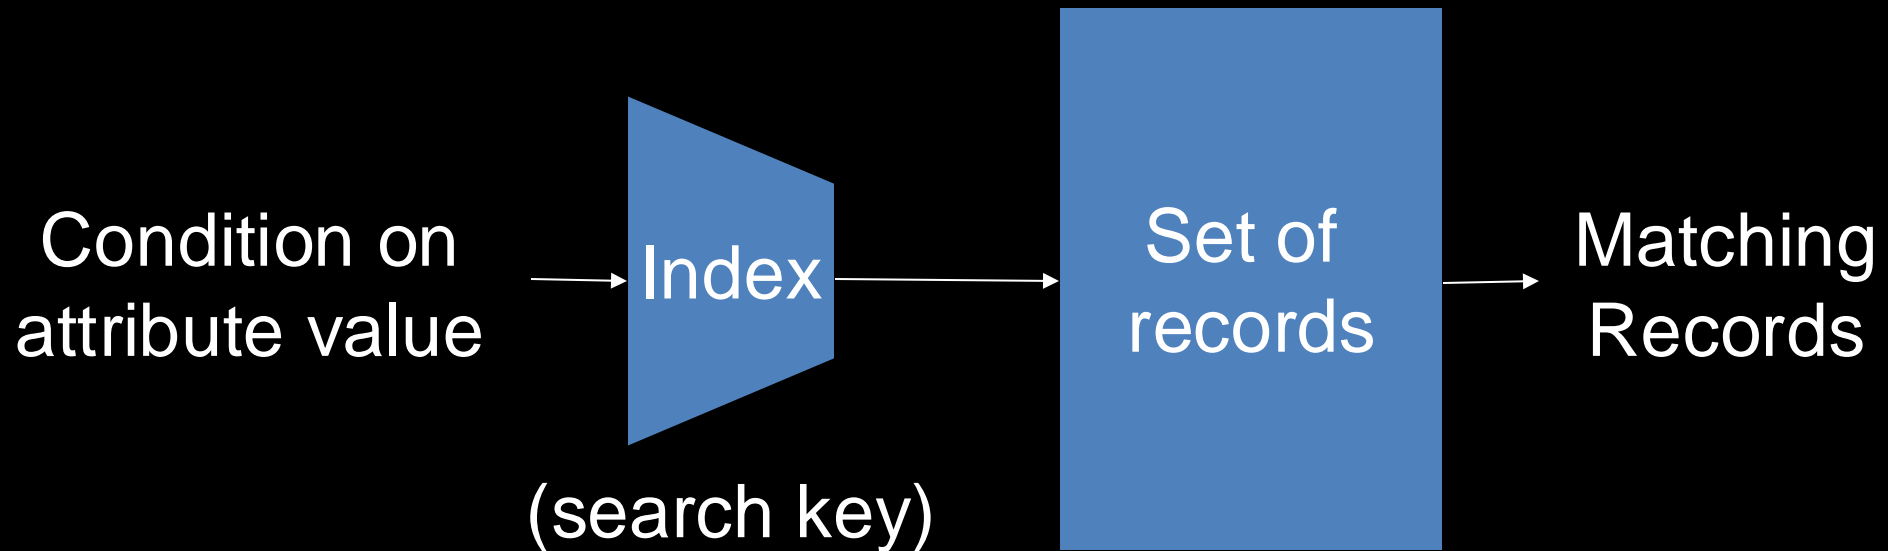 Condition on
attribute value
Index
(search key)
Set of
records
Matching
Records